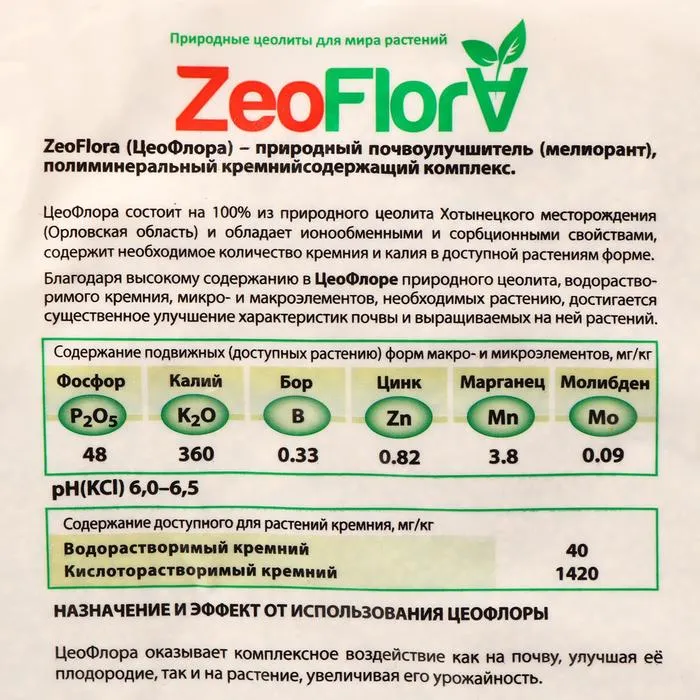 Природные цеолиты для мира растений
ZeoFlora
ZeoFlora (ЦеоФлора) – природный почвоулучшитель (мелиорант),
полиминеральный кремнийсодержащий комплекс.
ЦеоФлора состоит на 100% из природного цеолита Хотынецкого месторождения
(Орловская область) и обладает ионообменными и сорбционными свойствами,
содержит необходимое количество кремния и калия в доступной растениям форме.
Благодаря высокому содержанию в ЦеоФлоре природного цеолита, водораство-
римого кремния, микро- и макроэлементов, необходимых растению, достигается
существенное улучшение характеристик почвы и выращиваемых на ней растений.
Содержание подвижных (доступных растению) форм макро- и микроэлементов, мг/кг
Фосфор Калий Бор Цинк Марганец Молибден
P₂O₅ K₂O B Zn Mn Mo
48 360 0.33 0.82 3.8 0.09
pH(KCl) 6,0–6,5
Содержание доступного для растений кремния, мг/кг
Водорастворимый кремний 40
Кислоторастворимый кремний 1420
НАЗНАЧЕНИЕ И ЭФФЕКТ ОТ ИСПОЛЬЗОВАНИЯ ЦЕОФЛОРЫ
ЦеоФлора оказывает комплексное воздействие как на почву, улучшая её
плодородие, так и на растение, увеличивая его урожайность.